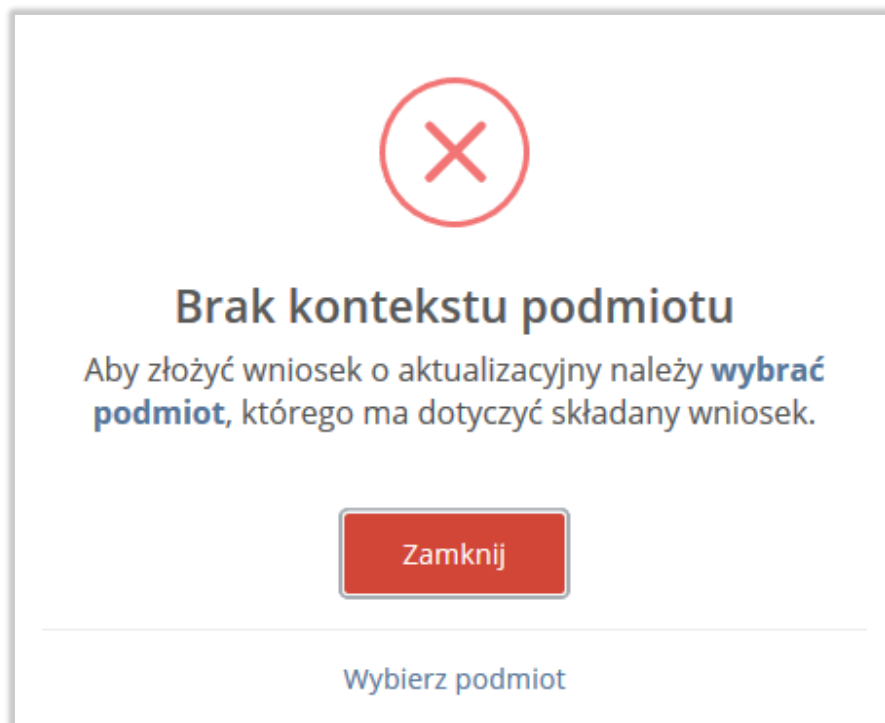 Brak kontekstu podmiotu
Aby złożyć wniosek o aktualizacyjny należy wybrać
podmiot, którego ma dotyczyć składany wniosek.
Zamknij
Wybierz podmiot